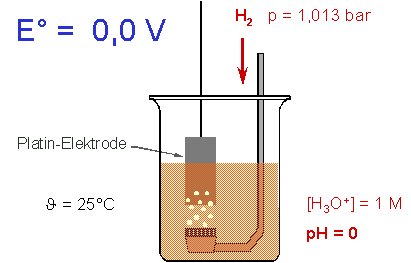 E° = 0,0 V
H₂ p = 1,013 bar
Platin-Elektrode
ϑ = 25°C
[H₃O⁺] = 1 M
pH = 0